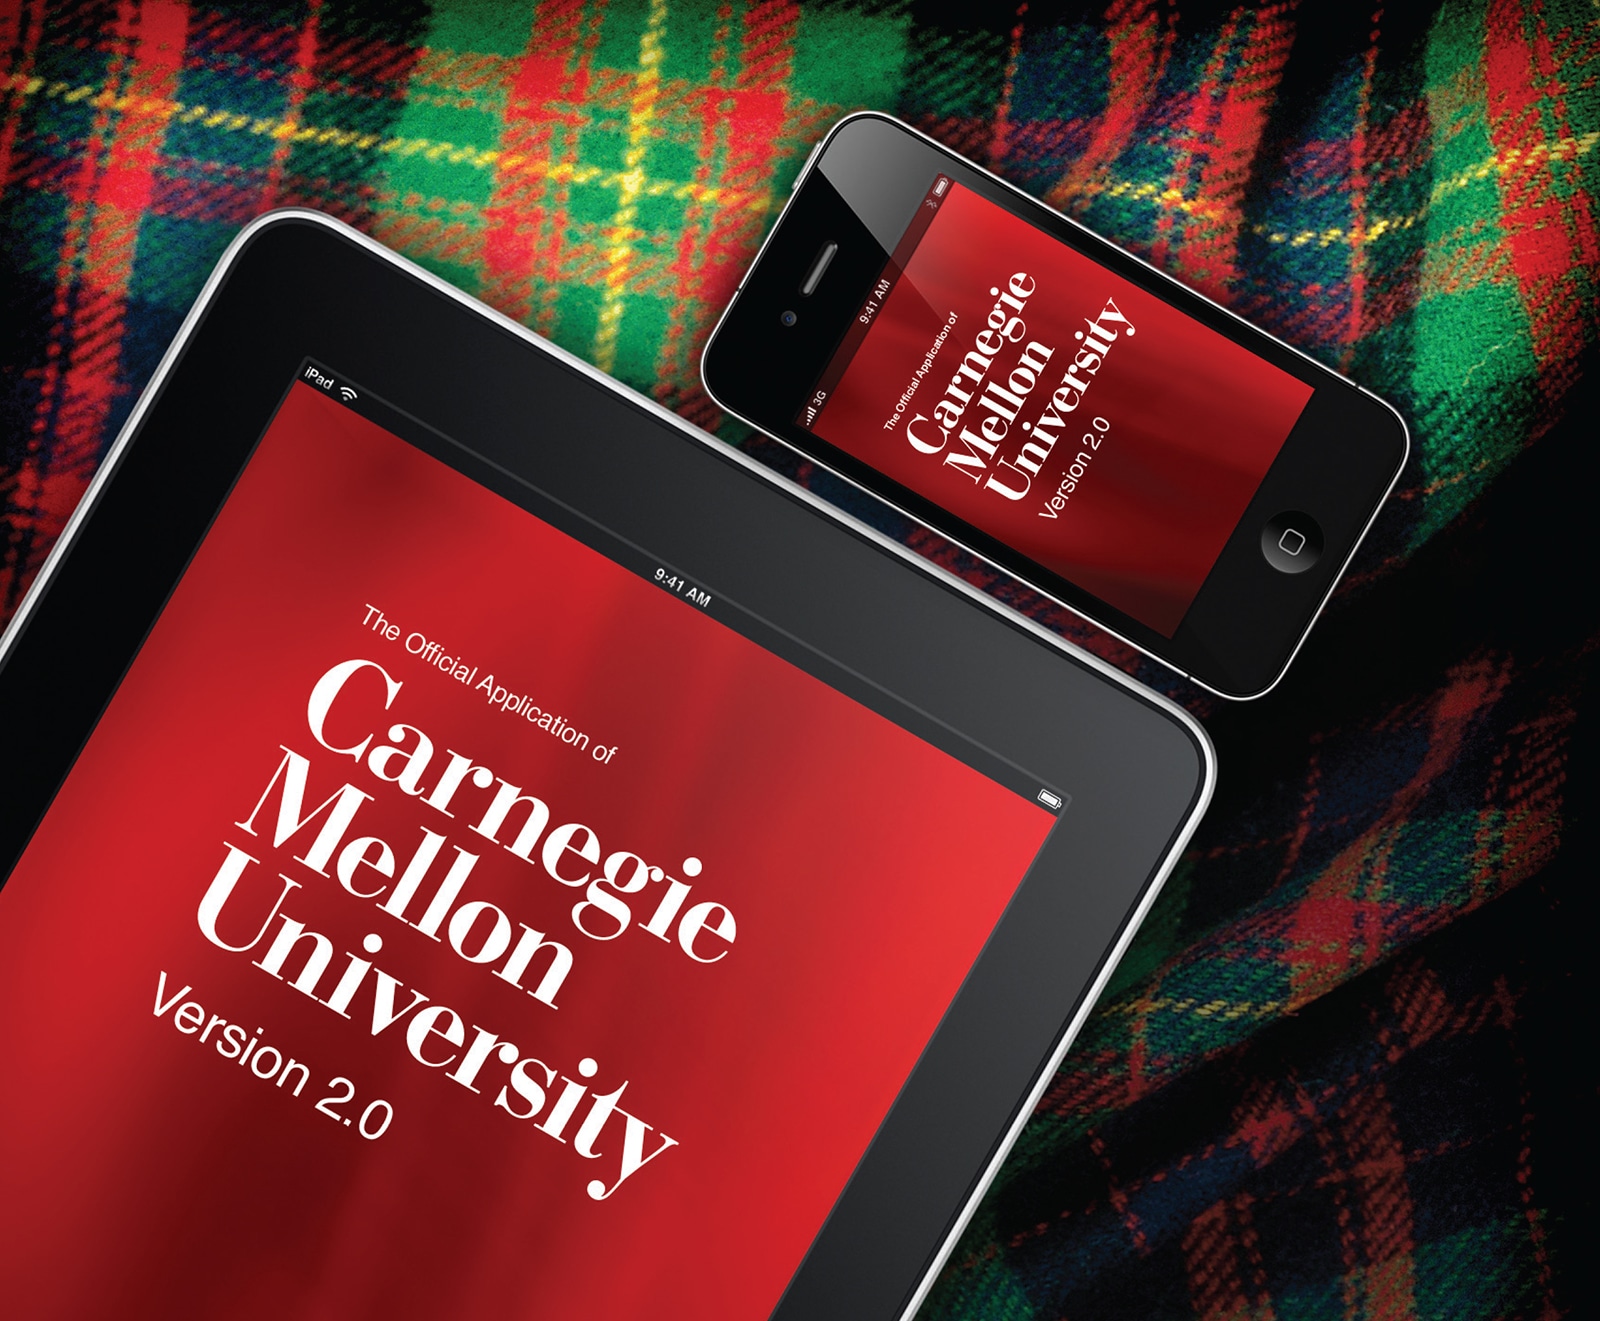 iPad
9:41 AM
The Official Application of
Carnegie
Mellon
University
Version 2.0
3G
9:41 AM
The Official Application of
Carnegie
Mellon
University
Version 2.0